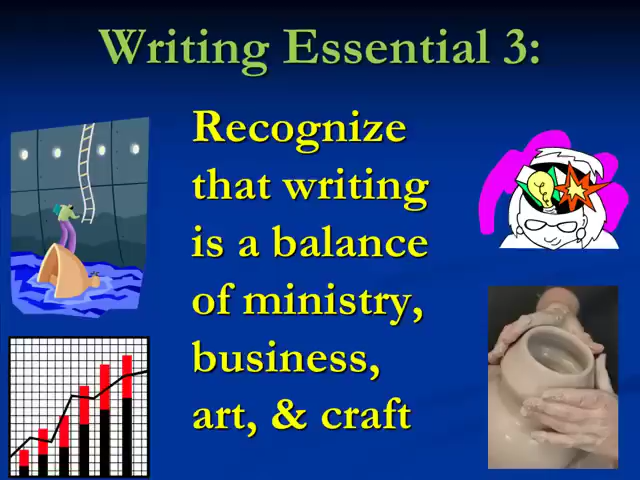 Writing Essential 3:
Recognize
that writing
is a balance
of ministry,
business,
art, & craft